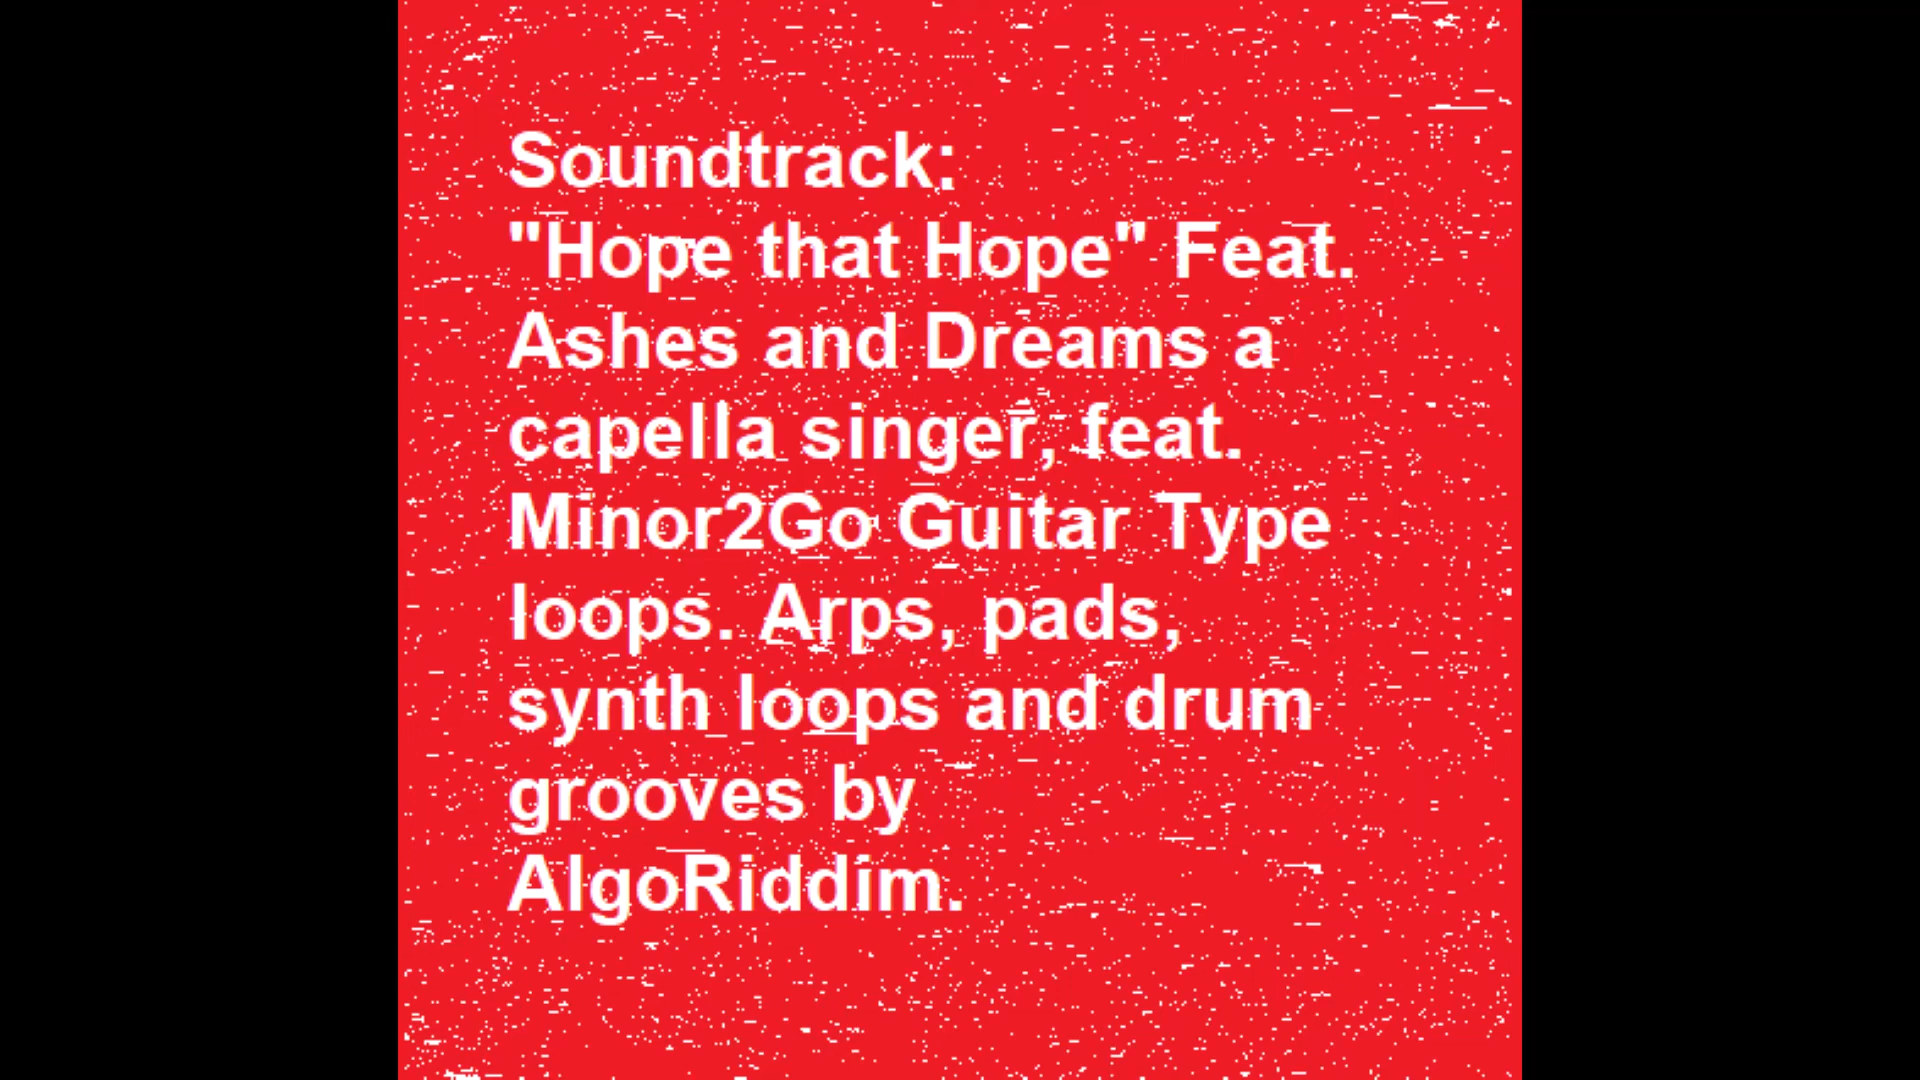 Soundtrack:
"Hope that Hope" Feat.
Ashes and Dreams a
capella singer, feat.
Minor2Go Guitar Type
loops. Arps, pads,
synth loops and drum
grooves by
AlgoRiddim.